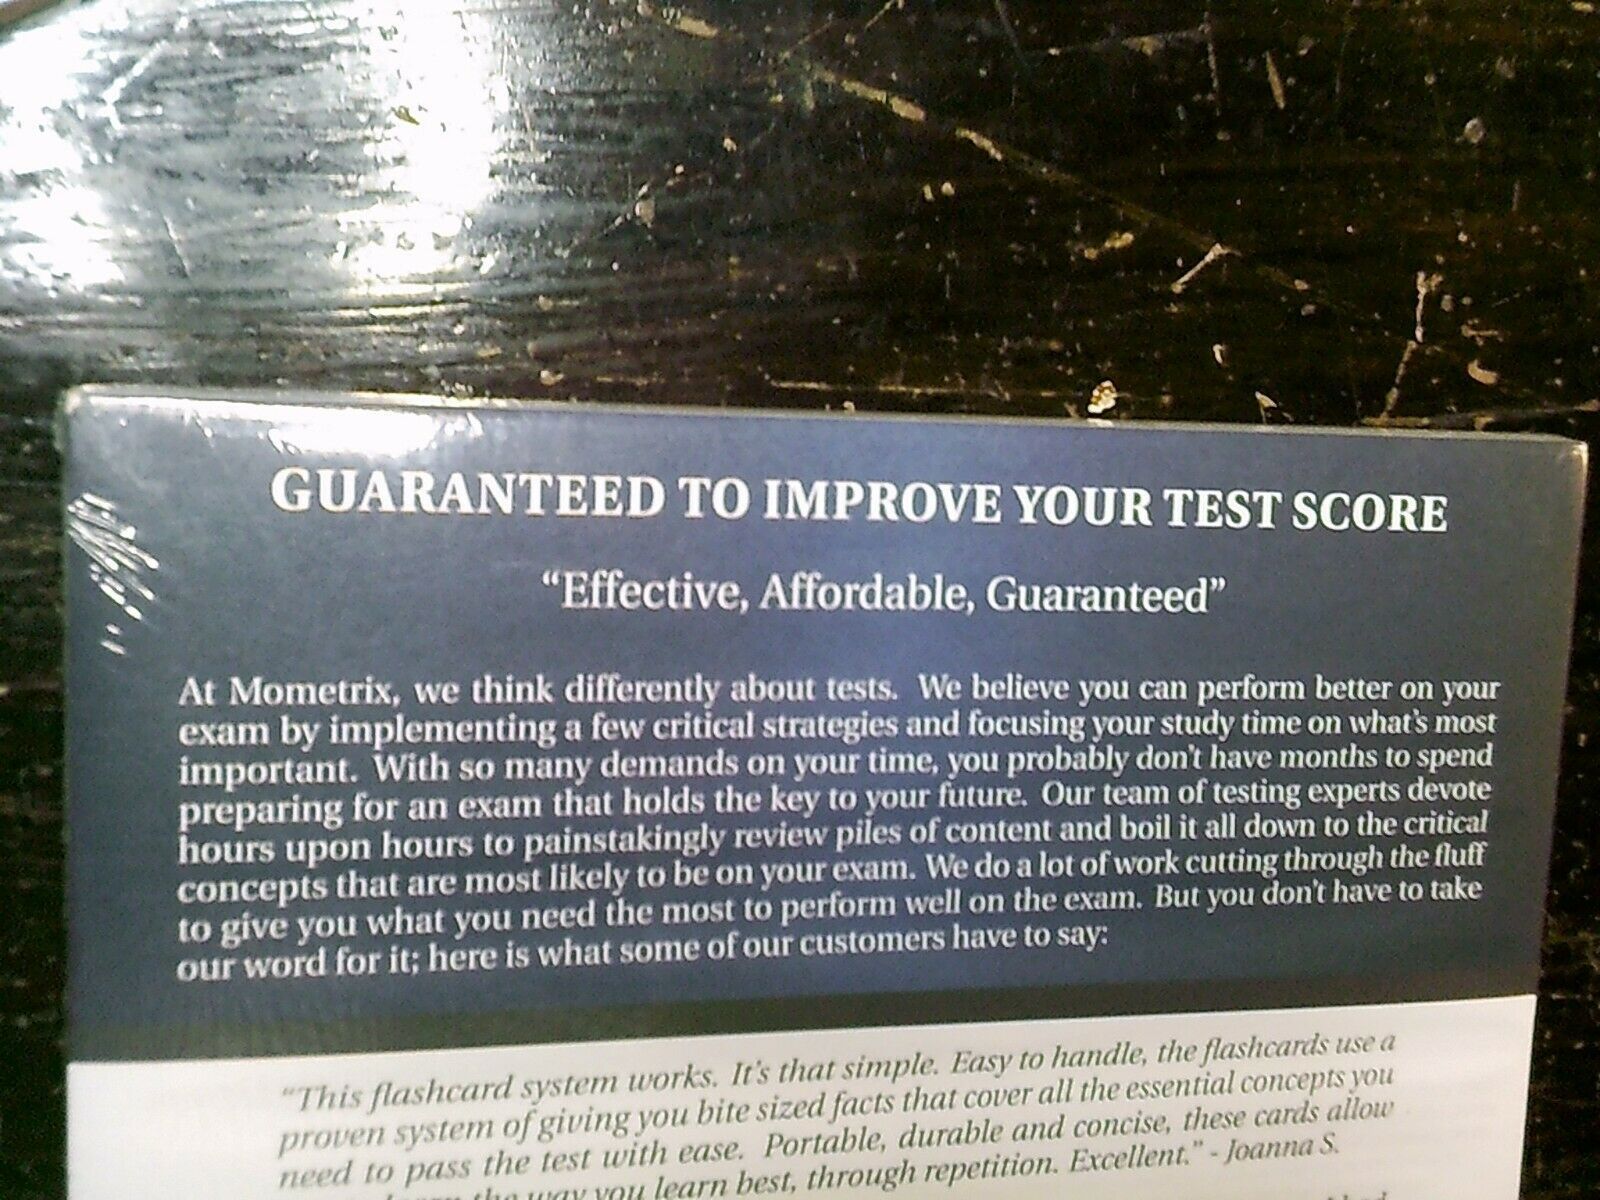 GUARANTEED TO IMPROVE YOUR TEST SCORE
“Effective, Affordable, Guaranteed”
At Mometrix, we think differently about tests. We believe you can perform better on your
exam by implementing a few critical strategies and focusing your study time on what's most
important. With so many demands on your time, you probably don't have months to spend
preparing for an exam that holds the key to your future. Our team of testing experts devote
hours upon hours to painstakingly review piles of content and boil it all down to the critical
concepts that are most likely to be on your exam. We do a lot of work cutting through the fluff
to give you what you need the most to perform well on the exam. But you don't have to take
our word for it; here is what some of our customers have to say:
“This flashcard system works. It's that simple. Easy to handle, the flashcards use a
proven system of giving you bite sized facts that cover all the essential concepts you
need to pass the test with ease. Portable, durable and concise, these cards allow
learn the way you learn best, through repetition. Excellent.” - Joanna S.